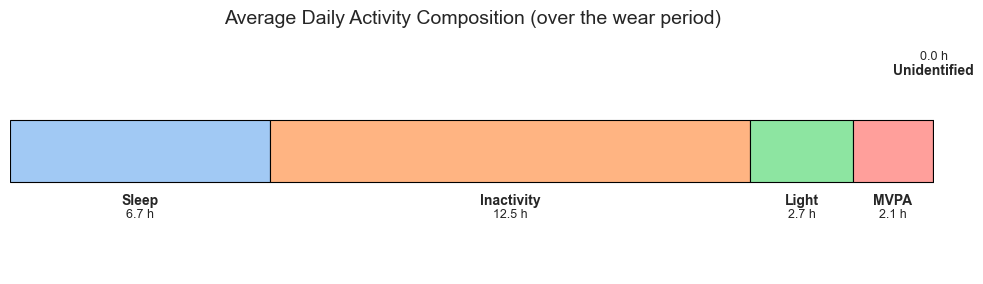 Average Daily Activity Composition (over the wear period)
0.0 h
Unidentified
Sleep
6.7 h
Inactivity
12.5 h
Light
2.7 h
MVPA
2.1 h